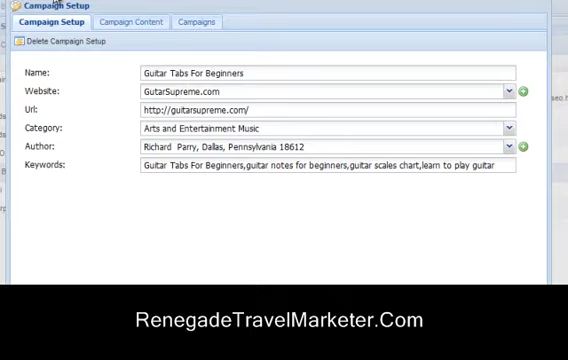 Campaign Setup
Campaign Setup Campaign Content Campaigns
Delete Campaign Setup
Name: Guitar Tabs For Beginners
Website: GutarSupreme.com
Url: http://guitarsupreme.com/
Category: Arts and Entertainment Music
Author: Richard Parry, Dallas, Pennsylvania 18612
Keywords: Guitar Tabs For Beginners,guitar notes for beginners,guitar scales chart,learn to play guitar
RenegadeTravelMarketer.Com